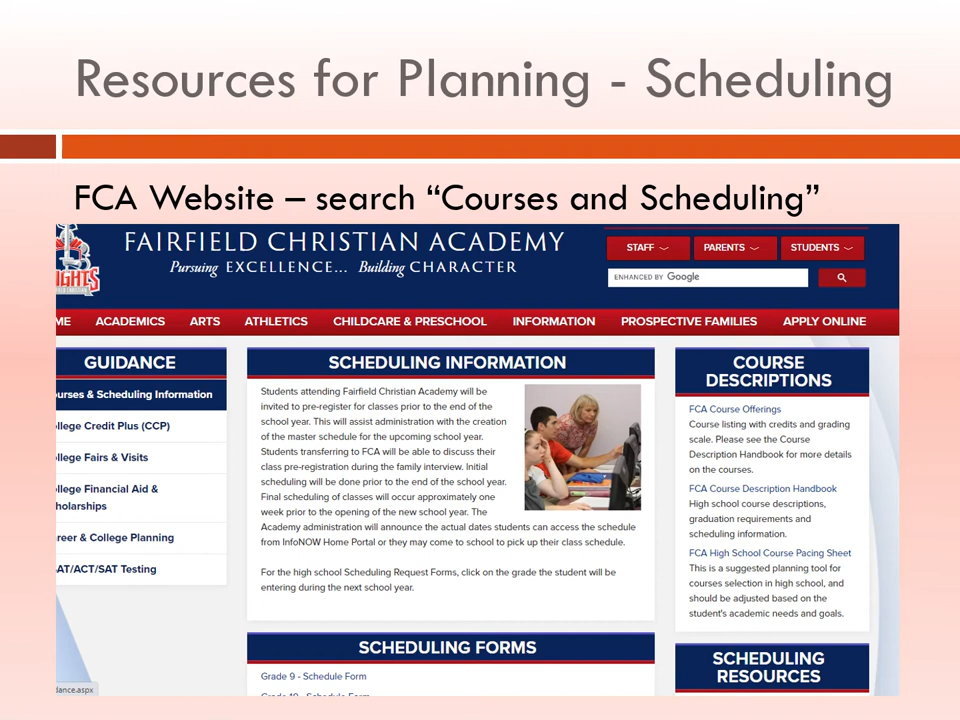 Resources for Planning - Scheduling
FCA Website – search “Courses and Scheduling”
FAIRFIELD CHRISTIAN ACADEMY
Pursuing EXCELLENCE... Building CHARACTER
STAFF
PARENTS
STUDENTS
ENHANCED BY Google
ME
ACADEMICS
ARTS
ATHLETICS
CHILDCARE & PRESCHOOL
INFORMATION
PROSPECTIVE FAMILIES
APPLY ONLINE
GUIDANCE
ourses & Scheduling Information
llege Credit Plus (CCP)
llege Fairs & Visits
llege Financial Aid &
holarships
reer & College Planning
SAT/ACT/SAT Testing
SCHEDULING INFORMATION
Students attending Fairfield Christian Academy will be
invited to pre-register for classes prior to the end of the
school year. This will assist administration with the creation
of the master schedule for the upcoming school year.
Students transferring to FCA will be able to discuss their
class pre-registration during the family interview. Initial
scheduling will be done prior to the end of the school year.
Final scheduling of classes will occur approximately one
week prior to the opening of the new school year. The
Academy administration will announce the actual dates students can access the schedule
from InfoNOW Home Portal or they may come to school to pick up their class schedule.
For the high school Scheduling Request Forms, click on the grade the student will be
entering during the next school year.
SCHEDULING FORMS
Grade 9 - Schedule Form
Grade 10 - Schedule Form
COURSE
DESCRIPTIONS
FCA Course Offerings
Course listing with credits and grading
scale. Please see the Course
Description Handbook for more details
on the courses.
FCA Course Description Handbook
High school course descriptions,
graduation requirements and
scheduling information.
FCA High School Course Pacing Sheet
This is a suggested planning tool for
courses selection in high school, and
should be adjusted based on the
student's academic needs and goals.
SCHEDULING
RESOURCES
dance.aspx